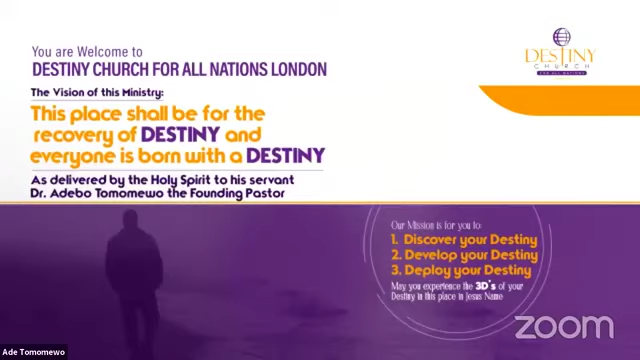 You are Welcome to
DESTINY CHURCH FOR ALL NATIONS LONDON
The Vision of this Ministry:
This place shall be for the
recovery of DESTINY and
everyone is born with a DESTINY
As delivered by the Holy Spirit to his servant
Dr. Adebo Tomomewo the Founding Pastor
DESTINY
CHURCH
FOR ALL NATIONS
Our Mission is for you to:
1. Discover your Destiny
2. Develop your Destiny
3. Deploy your Destiny
May you experience the 3D's of your
Destiny in this place in Jesus Name
zoom
Ade Tomomewo